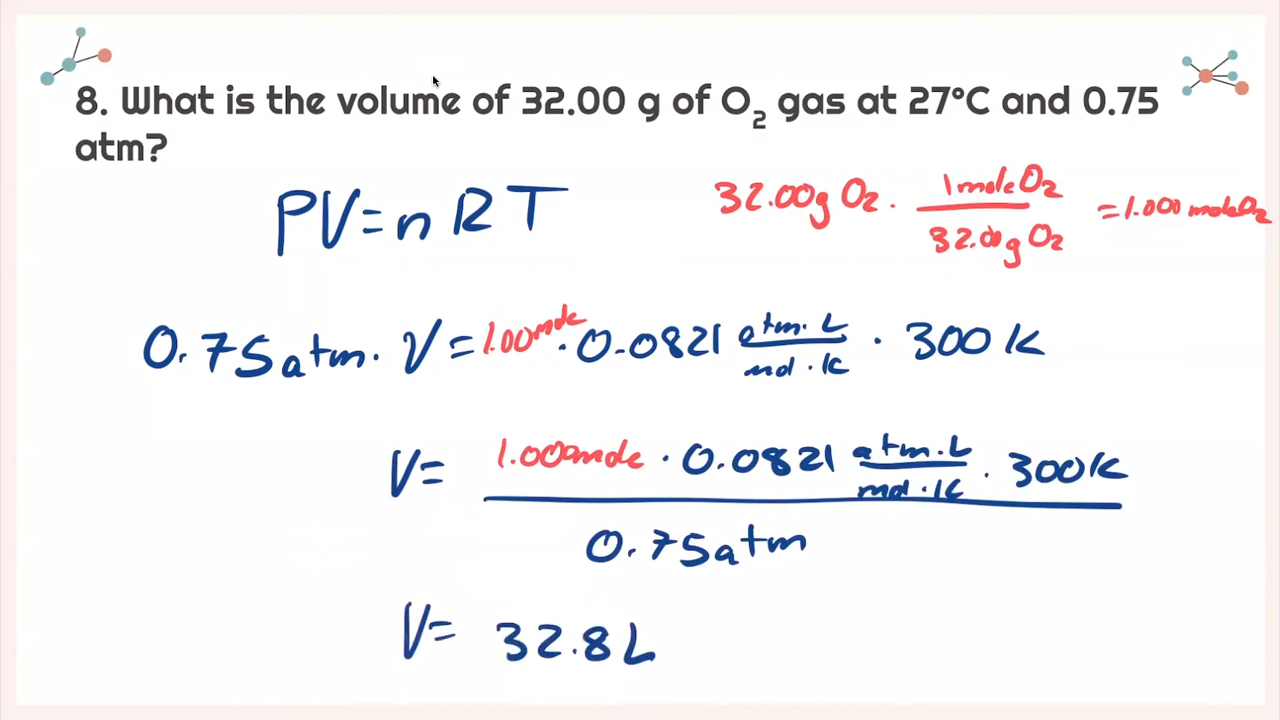 8. What is the volume of 32.00 g of O₂ gas at 27°C and 0.75
atm?
PV=nRT
32.00g O₂ · 1 mole O₂ / 32.00g O₂ = 1.000 mole O₂
0.75atm · V = 1.00mole · 0.0821 atm·L / mol·K · 300K
V= 1.000mole · 0.0821 atm·L / mol·K · 300K
0.75atm
V= 32.8L